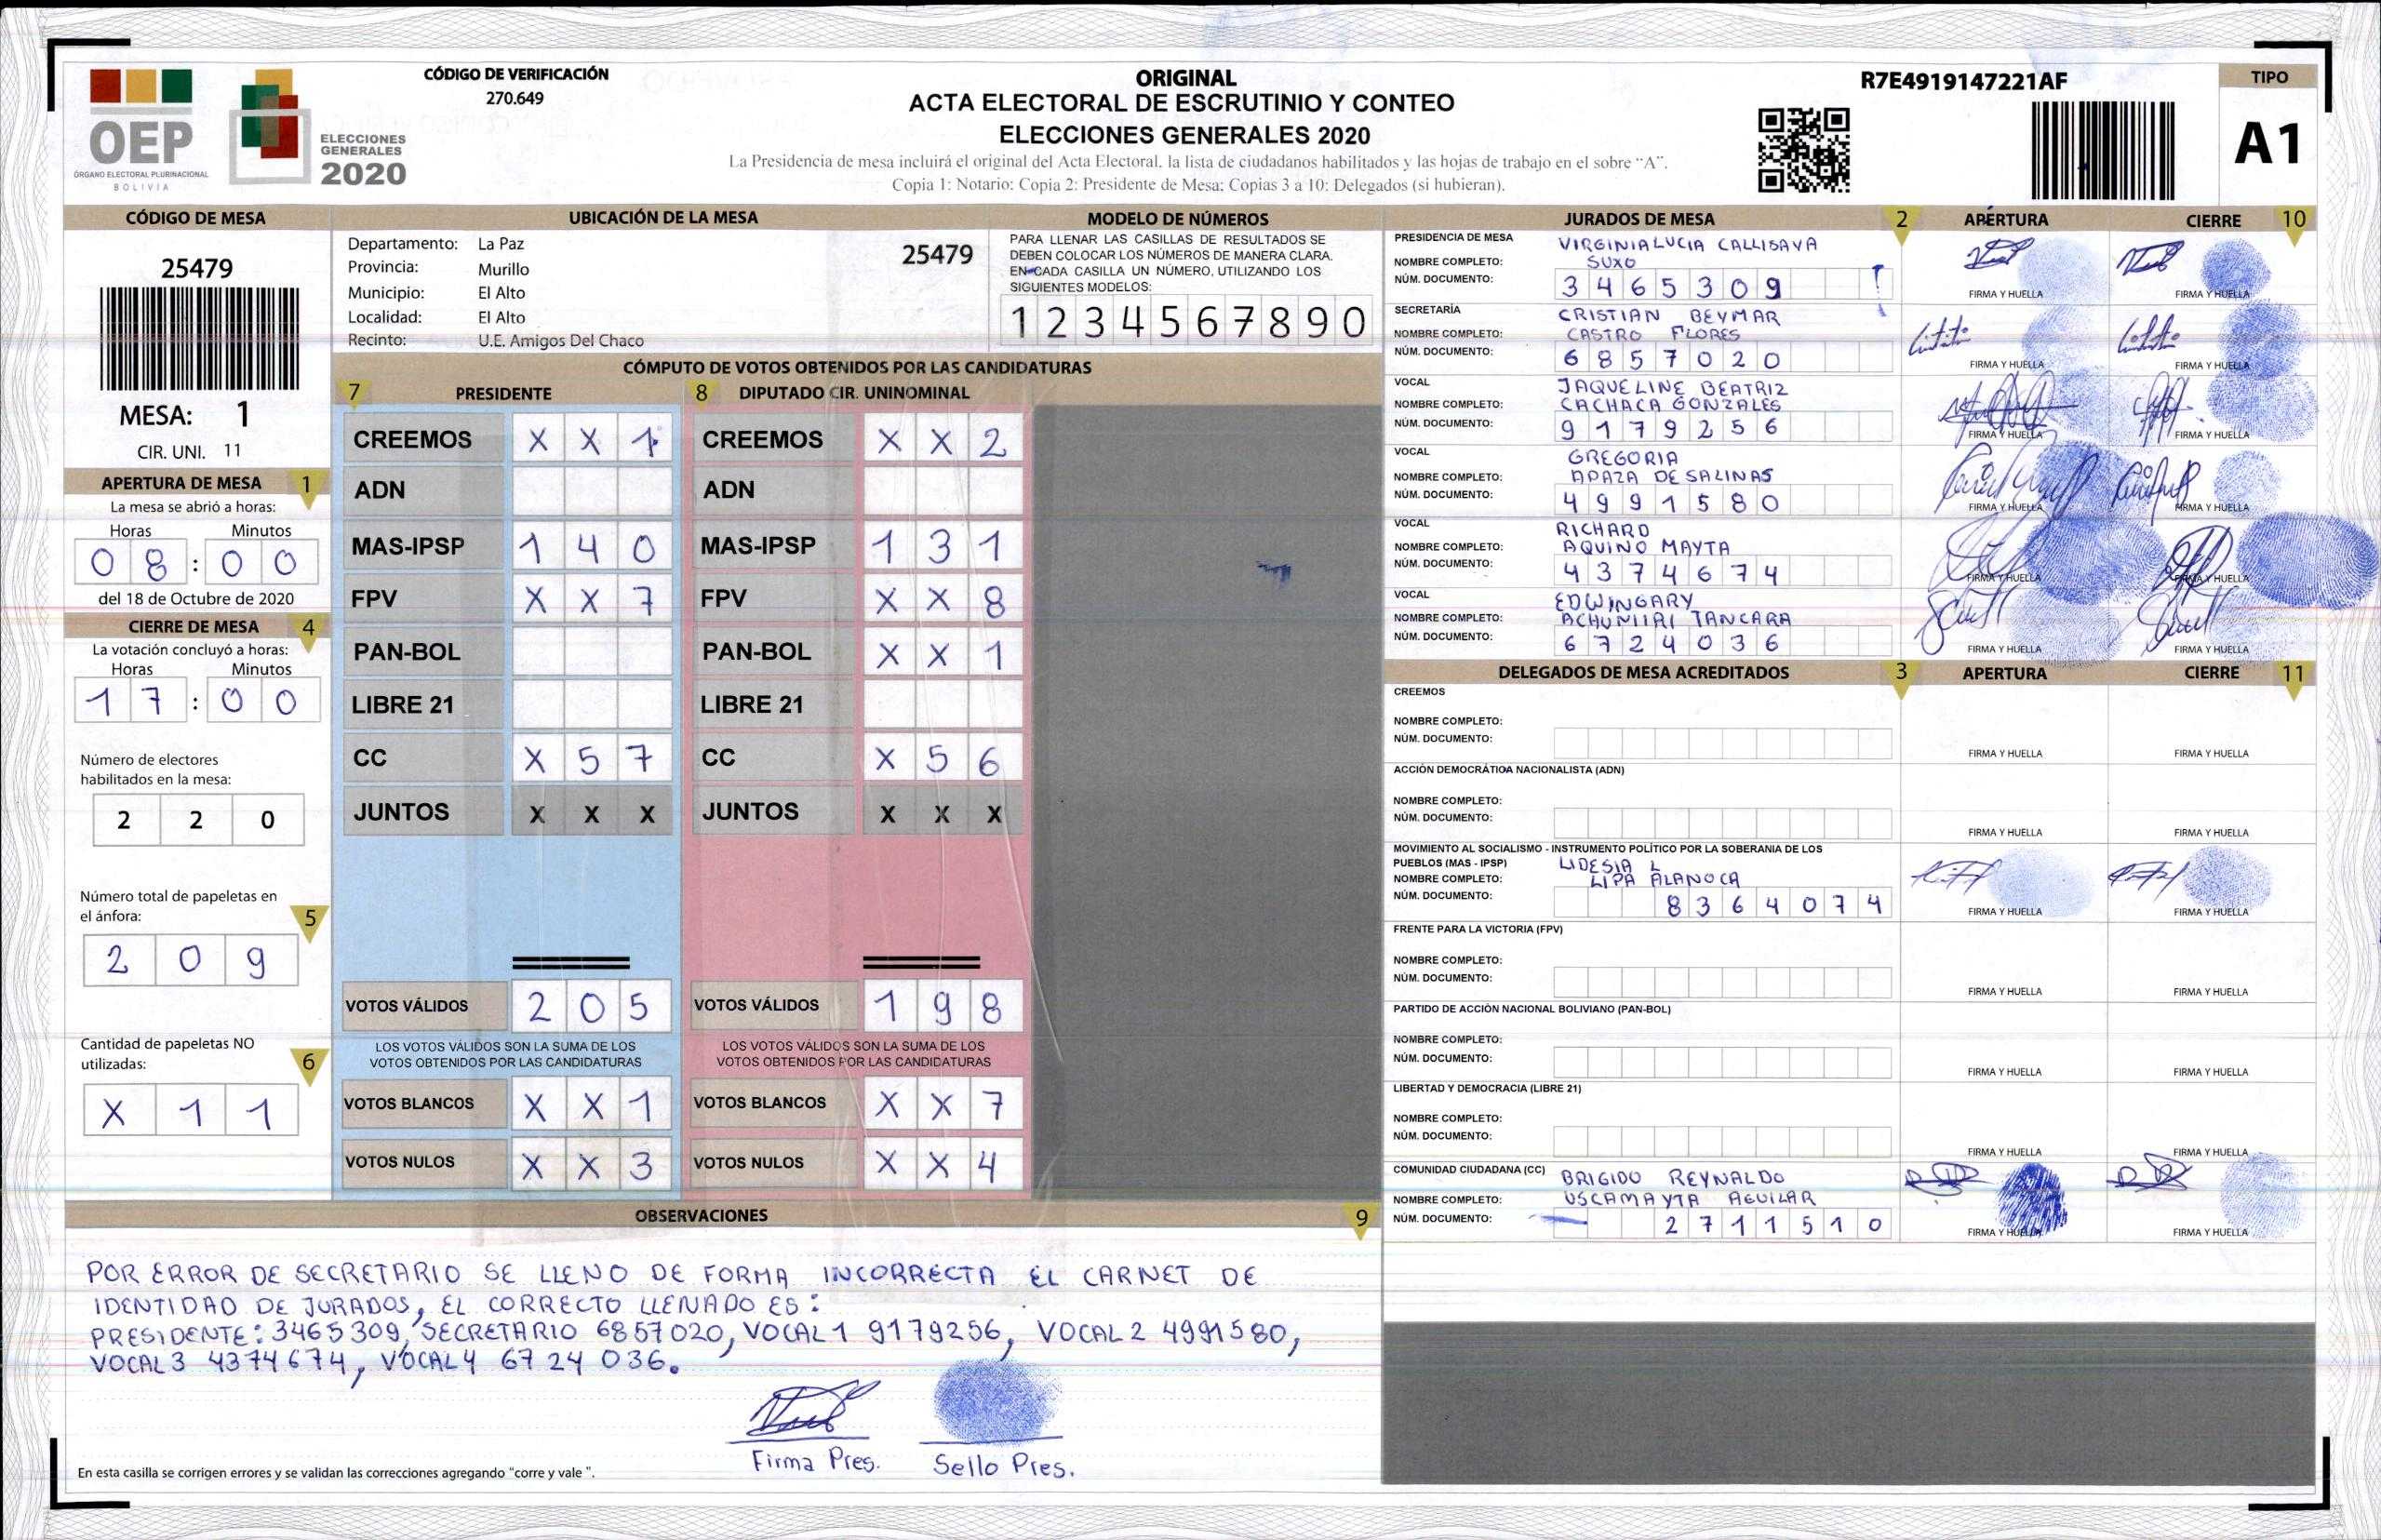 OEP
ÓRGANO ELECTORAL PLURINACIONAL
BOLIVIA
ELECCIONES
GENERALES
2020
CÓDIGO DE VERIFICACIÓN
270.649
ORIGINAL
ACTA ELECTORAL DE ESCRUTINIO Y CONTEO
ELECCIONES GENERALES 2020
La Presidencia de mesa incluirá el original del Acta Electoral, la lista de ciudadanos habilitados y las hojas de trabajo en el sobre “A”.
Copia 1: Notario; Copia 2: Presidente de Mesa; Copias 3 a 10: Delegados (si hubieran).
R7E4919147221AF
TIPO
A1
CÓDIGO DE MESA
25479
MESA: 1
CIR. UNI. 11
APERTURA DE MESA 1
La mesa se abrió a horas:
Horas Minutos
0 8 : 0 0
del 18 de Octubre de 2020
CIERRE DE MESA 4
La votación concluyó a horas:
Horas Minutos
1 7 : 0 0
Número de electores
habilitados en la mesa:
2 2 0
Número total de papeletas en
el ánfora: 5
2 0 9
Cantidad de papeletas NO
utilizadas: 6
X 1 1
UBICACIÓN DE LA MESA
Departamento: La Paz
25479
Provincia: Murillo
Municipio: El Alto
Localidad: El Alto
Recinto: U.E. Amigos Del Chaco
MODELO DE NÚMEROS
PARA LLENAR LAS CASILLAS DE RESULTADOS SE
DEBEN COLOCAR LOS NÚMEROS DE MANERA CLARA.
EN CADA CASILLA UN NÚMERO, UTILIZANDO LOS
SIGUIENTES MODELOS:
1 2 3 4 5 6 7 8 9 0
CÓMPUTO DE VOTOS OBTENIDOS POR LAS CANDIDATURAS
7 PRESIDENTE
CREEMOS X X 1
ADN
MAS-IPSP 1 4 0
FPV X X 7
PAN-BOL
LIBRE 21
CC X 5 7
JUNTOS X X X
VOTOS VÁLIDOS 2 0 5
LOS VOTOS VÁLIDOS SON LA SUMA DE LOS
VOTOS OBTENIDOS POR LAS CANDIDATURAS
VOTOS BLANCOS X X 1
VOTOS NULOS X X 3
8 DIPUTADO CIR. UNINOMINAL
CREEMOS X X 2
ADN
MAS-IPSP 1 3 1
FPV X X 8
PAN-BOL X X 1
LIBRE 21
CC X 5 6
JUNTOS X X X
VOTOS VÁLIDOS 1 9 8
LOS VOTOS VÁLIDOS SON LA SUMA DE LOS
VOTOS OBTENIDOS POR LAS CANDIDATURAS
VOTOS BLANCOS X X 7
VOTOS NULOS X X 4
JURADOS DE MESA 2 APERTURA CIERRE 10
PRESIDENCIA DE MESA VIRGINIA LUCIA CALLISAYA
NOMBRE COMPLETO: SUXO
NÚM. DOCUMENTO: 3 4 6 5 3 0 9
FIRMA Y HUELLA FIRMA Y HUELLA
SECRETARÍA CRISTIAN BEYMAR
NOMBRE COMPLETO: CASTRO FLORES
NÚM. DOCUMENTO: 6 8 5 7 0 2 0
FIRMA Y HUELLA FIRMA Y HUELLA
VOCAL JAQUELINE BEATRIZ
NOMBRE COMPLETO: CACHACA GONZALES
NÚM. DOCUMENTO: 9 1 7 9 2 5 6
FIRMA Y HUELLA FIRMA Y HUELLA
VOCAL GREGORIA
NOMBRE COMPLETO: APAZA DE SALINAS
NÚM. DOCUMENTO: 4 9 9 1 5 8 0
FIRMA Y HUELLA FIRMA Y HUELLA
VOCAL RICHARD
NOMBRE COMPLETO: AQUINO MAYTA
NÚM. DOCUMENTO: 4 3 7 4 6 7 4
FIRMA Y HUELLA FIRMA Y HUELLA
VOCAL EDWIN GARY
NOMBRE COMPLETO: TANCARA
NÚM. DOCUMENTO: 6 7 2 4 0 3 6
FIRMA Y HUELLA FIRMA Y HUELLA
DELEGADOS DE MESA ACREDITADOS 3 APERTURA CIERRE 11
CREEMOS
NOMBRE COMPLETO:
NÚM. DOCUMENTO:
FIRMA Y HUELLA FIRMA Y HUELLA
ACCIÓN DEMOCRÁTICA NACIONALISTA (ADN)
NOMBRE COMPLETO:
NÚM. DOCUMENTO:
FIRMA Y HUELLA FIRMA Y HUELLA
MOVIMIENTO AL SOCIALISMO - INSTRUMENTO POLÍTICO POR LA SOBERANIA DE LOS
PUEBLOS (MAS - IPSP) LIDESIA L
NOMBRE COMPLETO: LIPA ALANOCA
NÚM. DOCUMENTO: 8 3 6 4 0 7 4
FIRMA Y HUELLA FIRMA Y HUELLA
FRENTE PARA LA VICTORIA (FPV)
NOMBRE COMPLETO:
NÚM. DOCUMENTO:
FIRMA Y HUELLA FIRMA Y HUELLA
PARTIDO DE ACCIÓN NACIONAL BOLIVIANO (PAN-BOL)
NOMBRE COMPLETO:
NÚM. DOCUMENTO:
FIRMA Y HUELLA FIRMA Y HUELLA
LIBERTAD Y DEMOCRACIA (LIBRE 21)
NOMBRE COMPLETO:
NÚM. DOCUMENTO:
FIRMA Y HUELLA FIRMA Y HUELLA
COMUNIDAD CIUDADANA (CC) BRIGIDO REYNALDO
NOMBRE COMPLETO: USCAMAYTA AGUILAR
NÚM. DOCUMENTO: 2 7 1 1 5 1 0
FIRMA Y HUELLA FIRMA Y HUELLA
OBSERVACIONES 9
POR ERROR DE SECRETARIO SE LLENO DE FORMA INCORRECTA EL CARNET DE
IDENTIDAD DE JURADOS, EL CORRECTO LLENADO ES:
PRESIDENTE: 3465309, SECRETARIO 6857020, VOCAL 1 9179256, VOCAL 2 4991580,
VOCAL 3 4374674, VOCAL 4 6724036.
Firma Pres. Sello Pres.
En esta casilla se corrigen errores y se validan las correcciones agregando "corre y vale ".